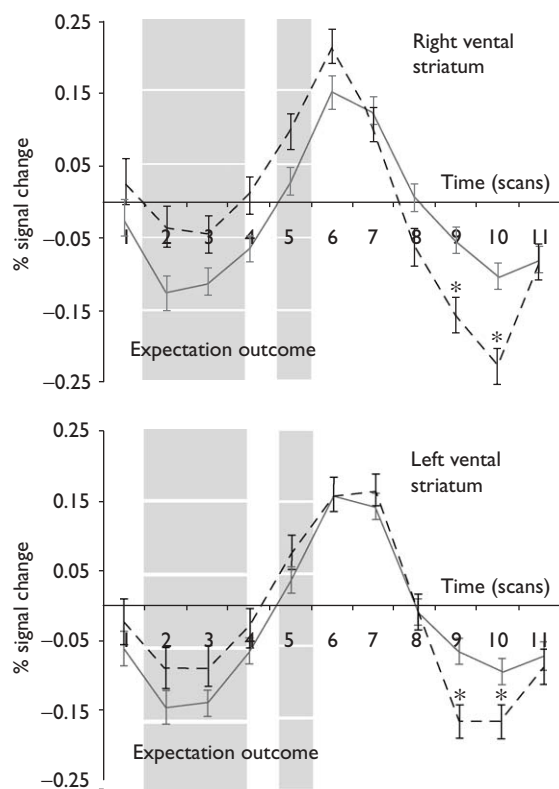 0.25
Right vental
striatum
0.15
0.05
Time (scans)
% signal change
1 2 3 4 5 6 7 8 9 10 11
−0.05
* *
−0.15
Expectation outcome
−0.25
0.25
Left vental
striatum
0.15
0.05
Time (scans)
% signal change
1 2 3 4 5 6 7 8 9 10 11
−0.05
* *
−0.15
Expectation outcome
−0.25